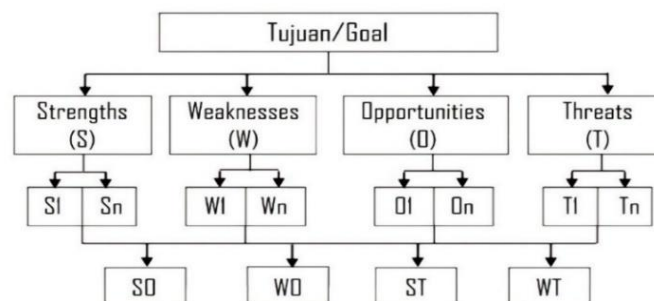 Tujuan/Goal
Strengths
(S)
Weaknesses
(W)
Opportunities
(O)
Threats
(T)
S1 Sn
W1 Wn
O1 On
T1 Tn
SO WO ST WT